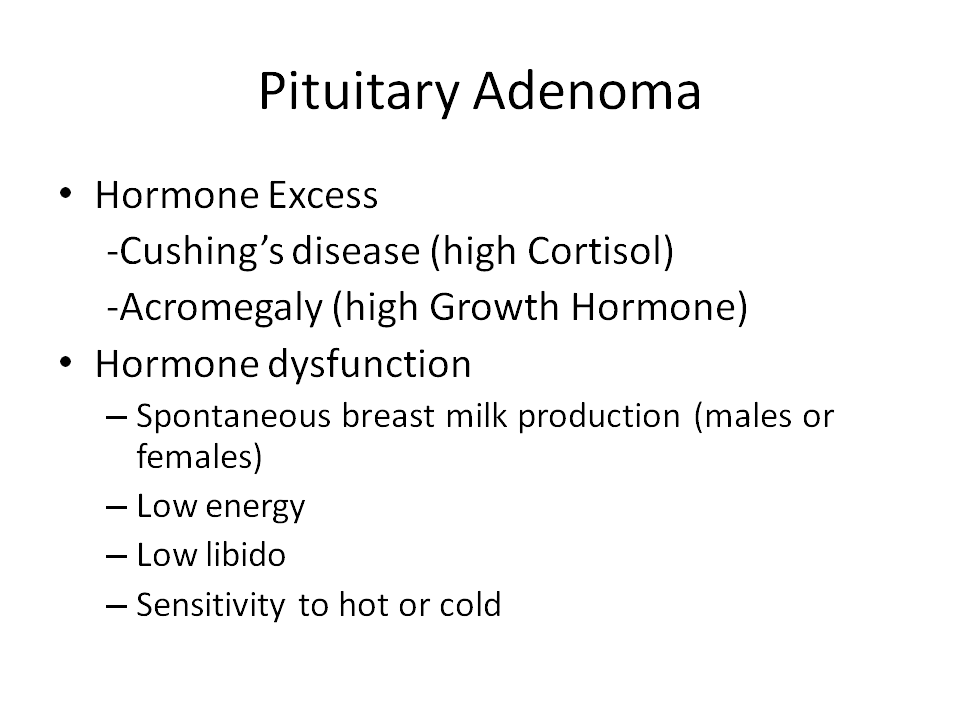 Pituitary Adenoma
• Hormone Excess
-Cushing’s disease (high Cortisol)
-Acromegaly (high Growth Hormone)
• Hormone dysfunction
– Spontaneous breast milk production (males or
females)
– Low energy
– Low libido
– Sensitivity to hot or cold